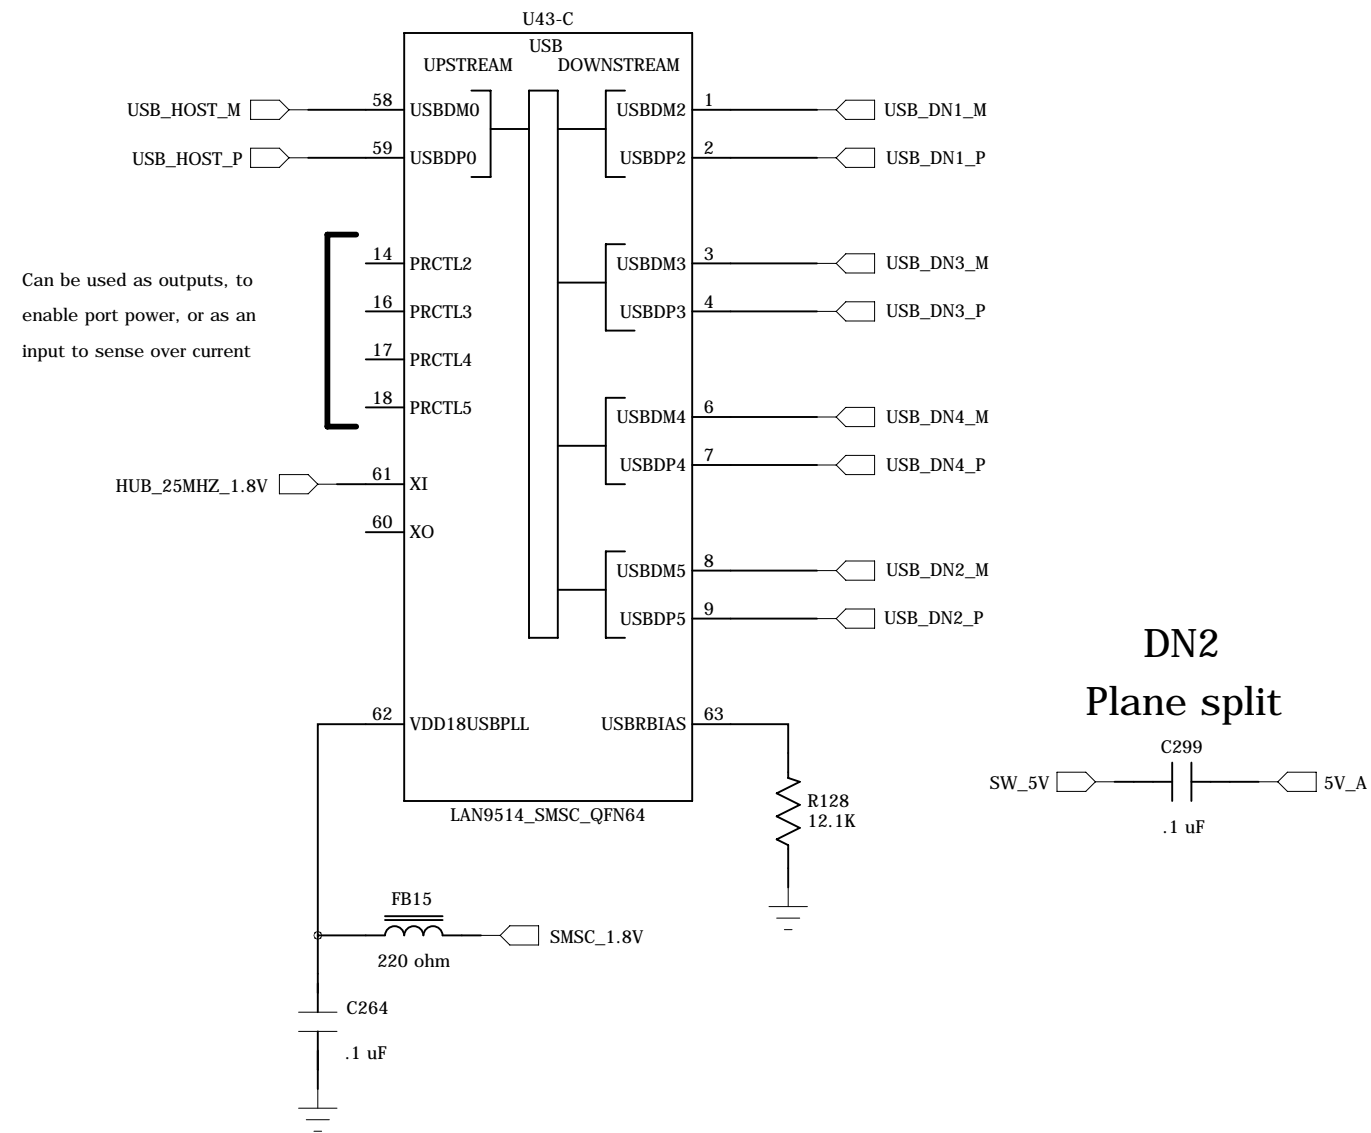 U43-C
USB
UPSTREAM DOWNSTREAM
USB_HOST_M 58 USBDM0 USBDM2 1 USB_DN1_M
USB_HOST_P 59 USBDP0 USBDP2 2 USB_DN1_P
14 PRCTL2 USBDM3 3 USB_DN3_M
16 PRCTL3 USBDP3 4 USB_DN3_P
17 PRCTL4
18 PRCTL5 USBDM4 6 USB_DN4_M
Can be used as outputs, to
enable port power, or as an
input to sense over current
USBDP4 7 USB_DN4_P
HUB_25MHZ_1.8V 61 XI
60 XO
USBDM5 8 USB_DN2_M
USBDP5 9 USB_DN2_P
62 VDD18USBPLL USBRBIAS 63
R128
12.1K
LAN9514_SMSC_QFN64
DN2
Plane split
C299
SW_5V 5V_A
.1 uF
FB15
SMSC_1.8V
220 ohm
C264
.1 uF